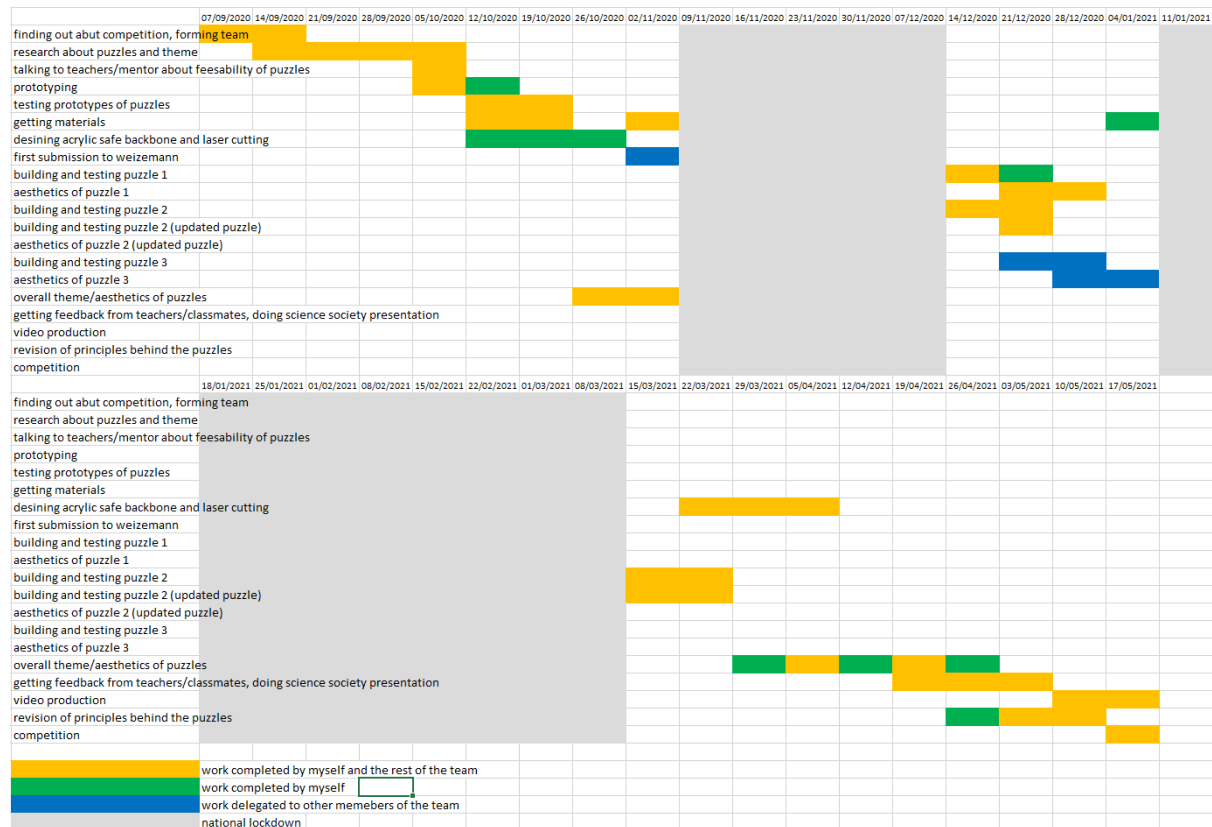 07/09/2020 14/09/2020 21/09/2020 28/09/2020 05/10/2020 12/10/2020 19/10/2020 26/10/2020 02/11/2020 09/11/2020 16/11/2020 23/11/2020 30/11/2020 07/12/2020 14/12/2020 21/12/2020 28/12/2020 04/01/2021 11/01/2021
finding out abut competition, forming team
research about puzzles and theme
talking to teachers/mentor about feesability of puzzles
prototyping
testing prototypes of puzzles
getting materials
desining acrylic safe backbone and laser cutting
first submission to weizemann
building and testing puzzle 1
aesthetics of puzzle 1
building and testing puzzle 2
building and testing puzzle 2 (updated puzzle)
aesthetics of puzzle 2 (updated puzzle)
building and testing puzzle 3
aesthetics of puzzle 3
overall theme/aesthetics of puzzles
getting feedback from teachers/classmates, doing science society presentation
video production
revision of principles behind the puzzles
competition
18/01/2021 25/01/2021 01/02/2021 08/02/2021 15/02/2021 22/02/2021 01/03/2021 08/03/2021 15/03/2021 22/03/2021 29/03/2021 05/04/2021 12/04/2021 19/04/2021 26/04/2021 03/05/2021 10/05/2021 17/05/2021
finding out abut competition, forming team
research about puzzles and theme
talking to teachers/mentor about feesability of puzzles
prototyping
testing prototypes of puzzles
getting materials
desining acrylic safe backbone and laser cutting
first submission to weizemann
building and testing puzzle 1
aesthetics of puzzle 1
building and testing puzzle 2
building and testing puzzle 2 (updated puzzle)
aesthetics of puzzle 2 (updated puzzle)
building and testing puzzle 3
aesthetics of puzzle 3
overall theme/aesthetics of puzzles
getting feedback from teachers/classmates, doing science society presentation
video production
revision of principles behind the puzzles
competition
work completed by myself and the rest of the team
work completed by myself
work delegated to other memebers of the team
national lockdown